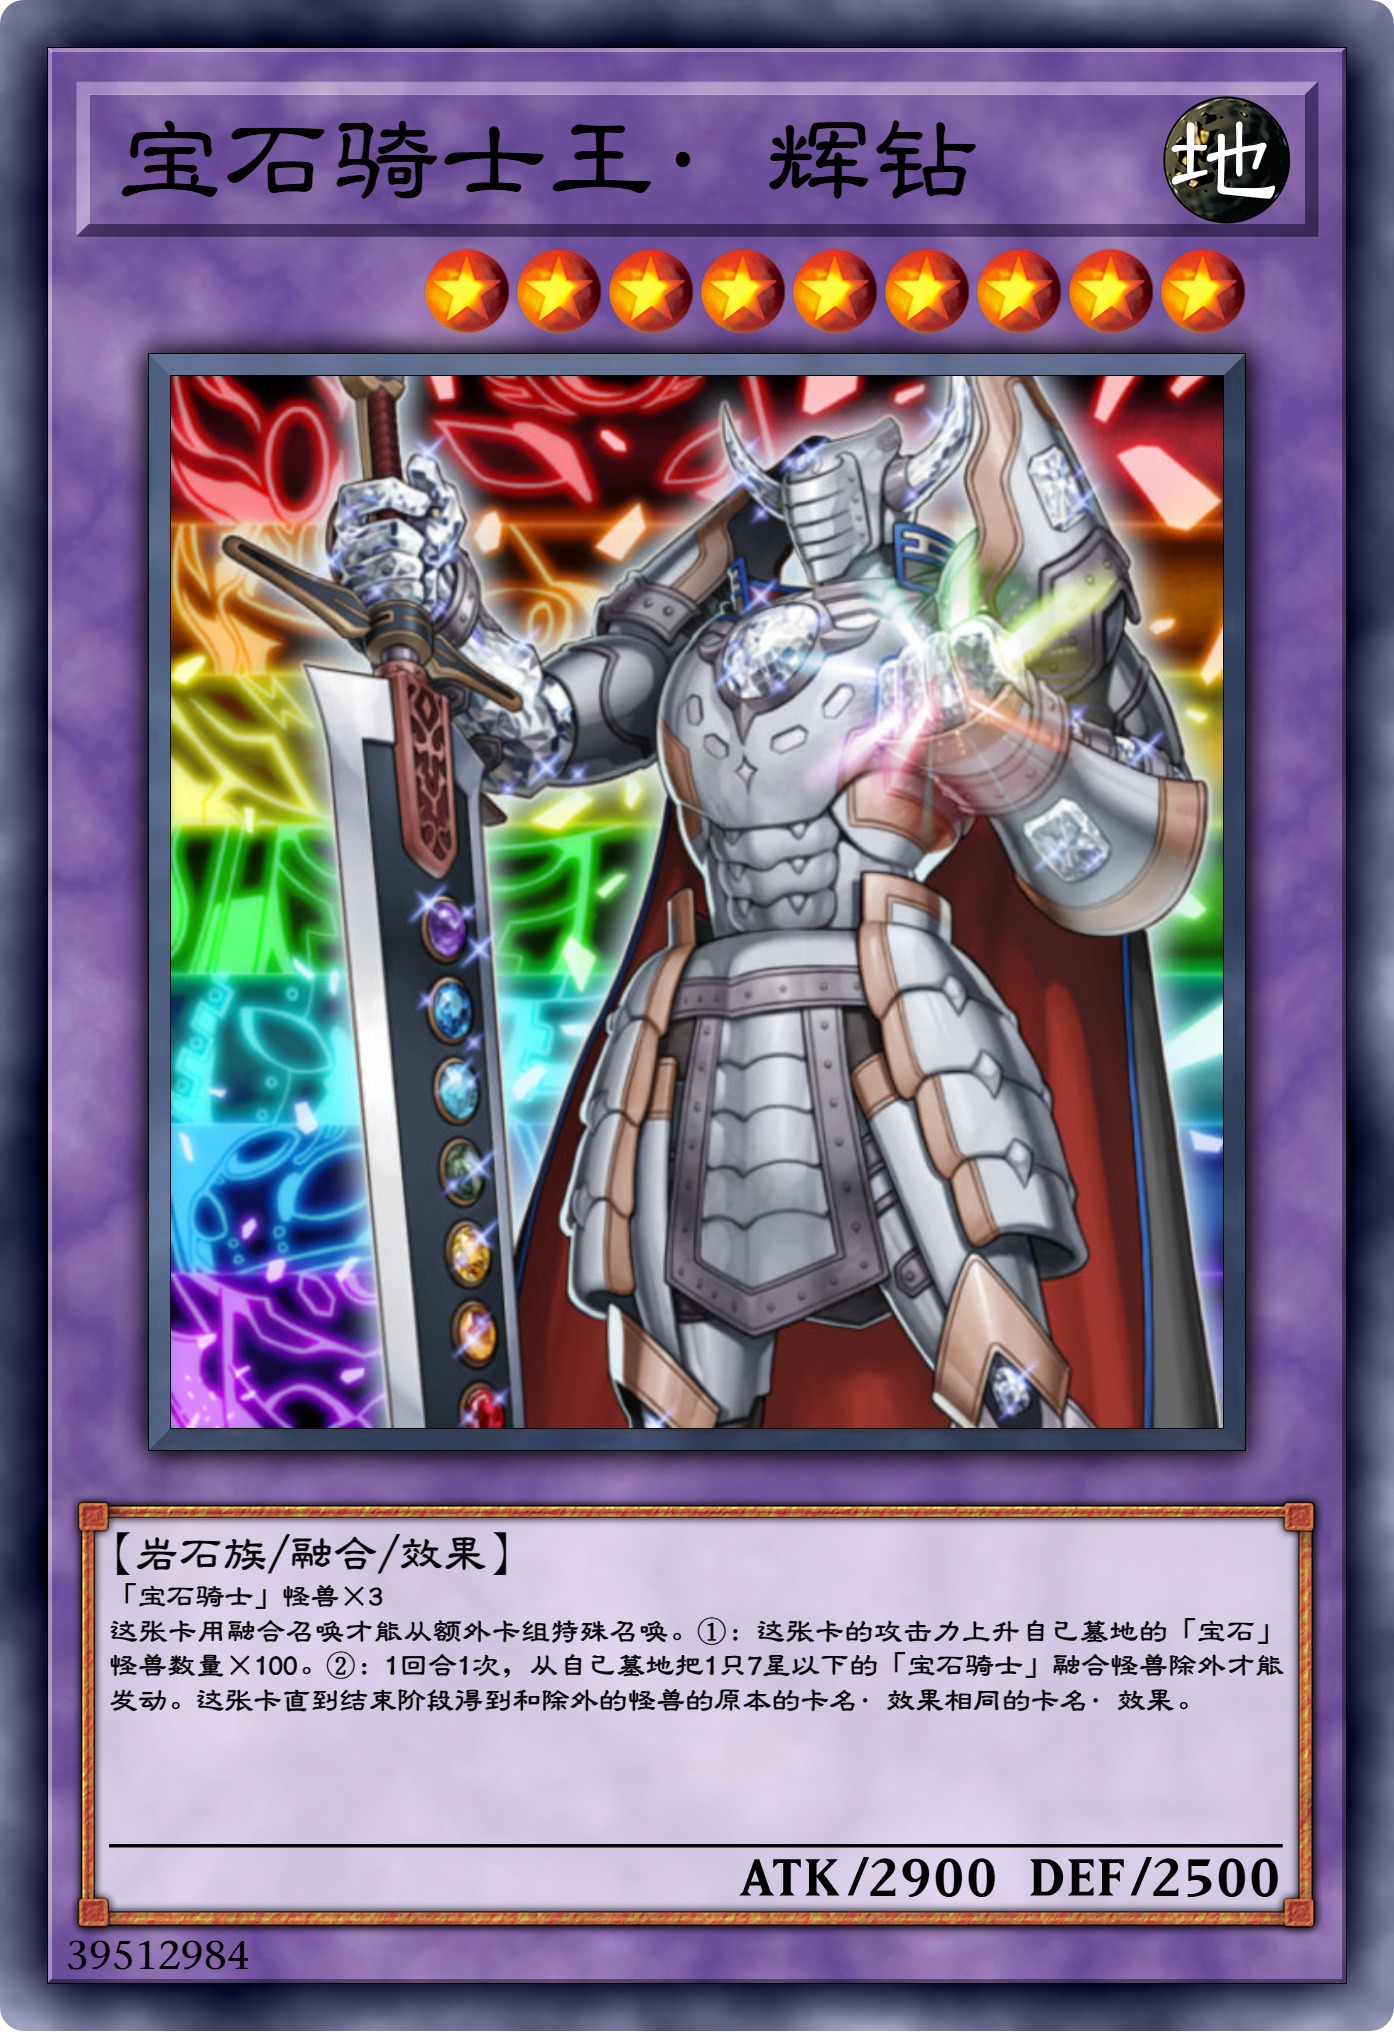 宝石骑士王·辉钻
地
【岩石族/融合/效果】
「宝石骑士」怪兽×3
这张卡用融合召唤才能从额外卡组特殊召唤。①：这张卡的攻击力上升自己墓地的「宝石」
怪兽数量×100。②：1回合1次，从自己墓地把1只7星以下的「宝石骑士」融合怪兽除外才能
发动。这张卡直到结束阶段得到和除外的怪兽的原本的卡名·效果相同的卡名·效果。
ATK/2900 DEF/2500
39512984